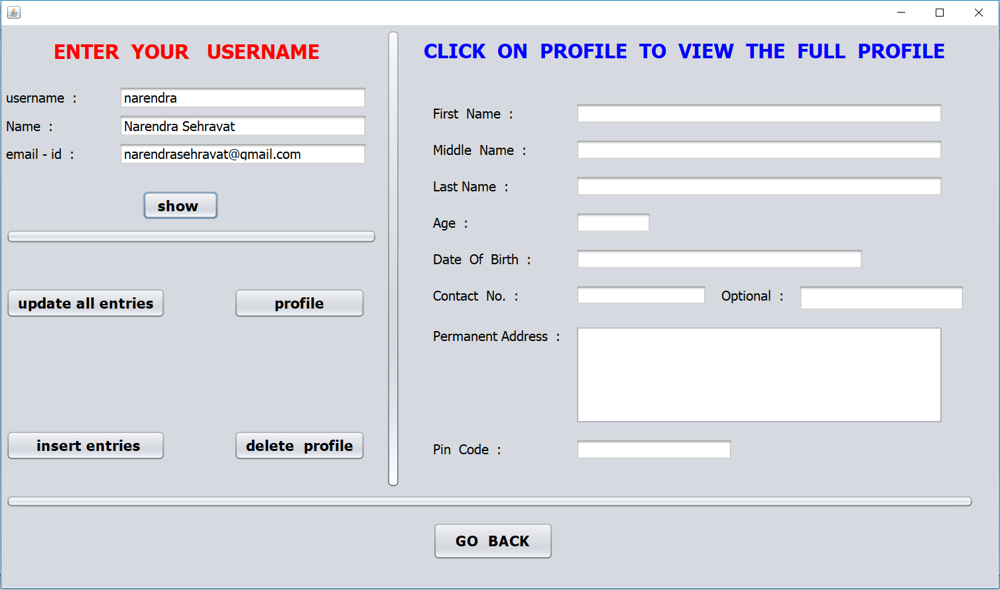 ENTER YOUR USERNAME
username :
narendra
Name :
Narendra Sehravat
email - id :
narendrasehravat@gmail.com
show
update all entries
profile
insert entries
delete profile
CLICK ON PROFILE TO VIEW THE FULL PROFILE
First Name :
Middle Name :
Last Name :
Age :
Date Of Birth :
Contact No. :
Optional :
Permanent Address :
Pin Code :
GO BACK